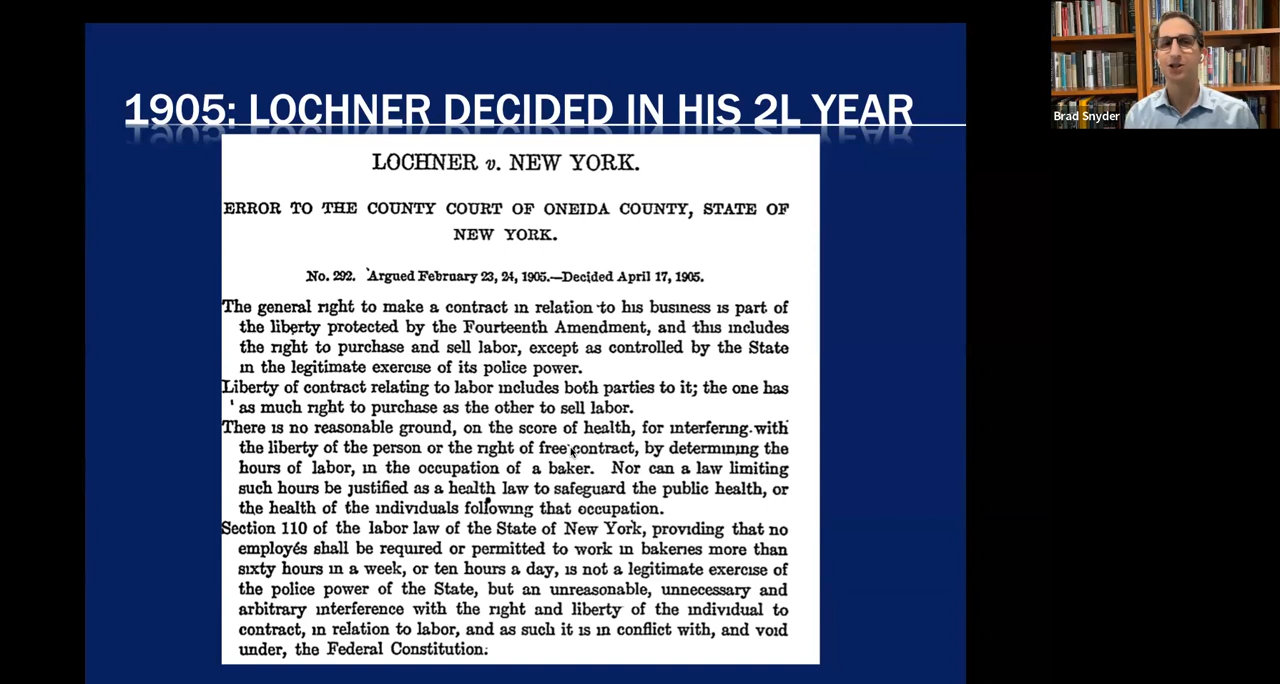 1905: LOCHNER DECIDED IN HIS 2L YEAR
LOCHNER v. NEW YORK.
ERROR TO THE COUNTY COURT OF ONEIDA COUNTY, STATE OF
NEW YORK.
No. 292. Argued February 23, 24, 1905.—Decided April 17, 1905.
The general right to make a contract in relation to his business is part of
the liberty protected by the Fourteenth Amendment, and this includes
the right to purchase and sell labor, except as controlled by the State
in the legitimate exercise of its police power.
Liberty of contract relating to labor includes both parties to it; the one has
as much right to purchase as the other to sell labor.
There is no reasonable ground, on the score of health, for interfering with
the liberty of the person or the right of free contract, by determining the
hours of labor, in the occupation of a baker. Nor can a law limiting
such hours be justified as a health law to safeguard the public health, or
the health of the individuals following that occupation.
Section 110 of the labor law of the State of New York, providing that no
employés shall be required or permitted to work in bakeries more than
sixty hours in a week, or ten hours a day, is not a legitimate exercise of
the police power of the State, but an unreasonable, unnecessary and
arbitrary interference with the right and liberty of the individual to
contract, in relation to labor, and as such it is in conflict with, and void
under, the Federal Constitution.
Brad Snyder